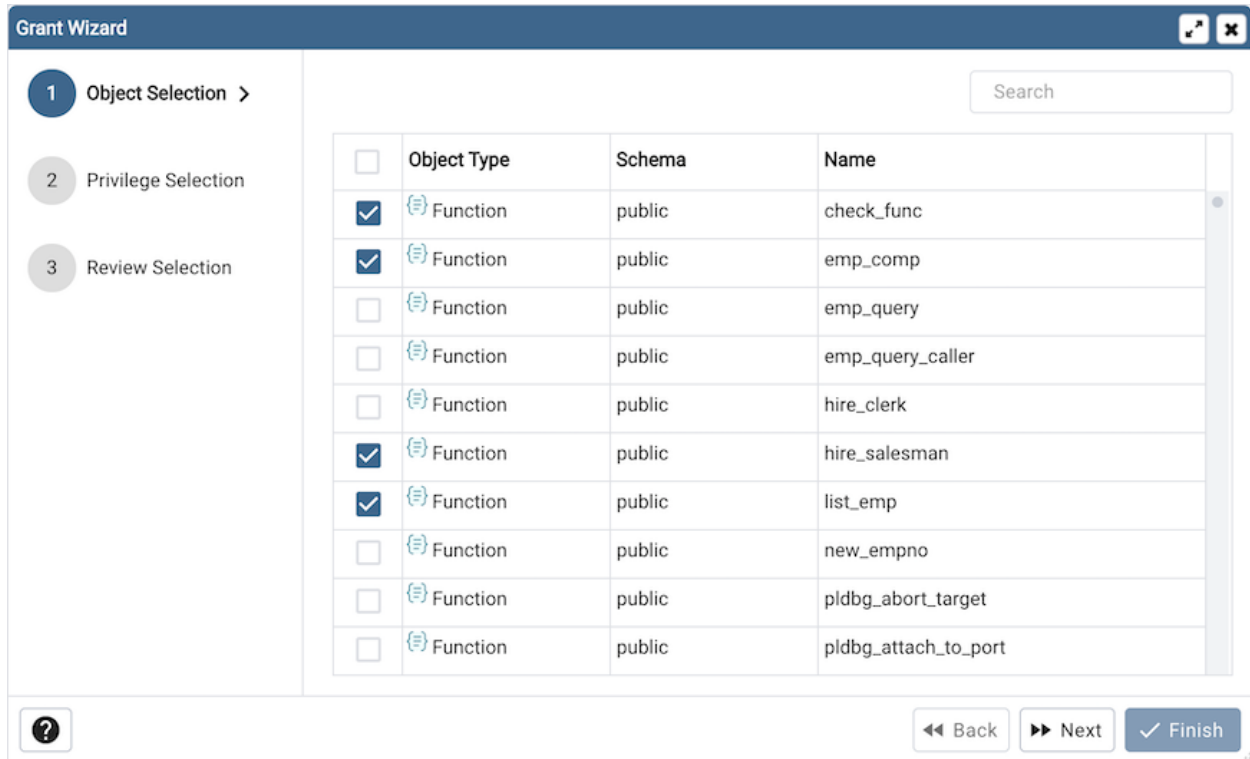 Grant Wizard
1 Object Selection
Search
2 Privilege Selection
3 Review Selection
Object Type Schema Name
Function public check_func
Function public emp_comp
Function public emp_query
Function public emp_query_caller
Function public hire_clerk
Function public hire_salesman
Function public list_emp
Function public new_empno
Function public pldbg_abort_target
Function public pldbg_attach_to_port
? Back Next Finish